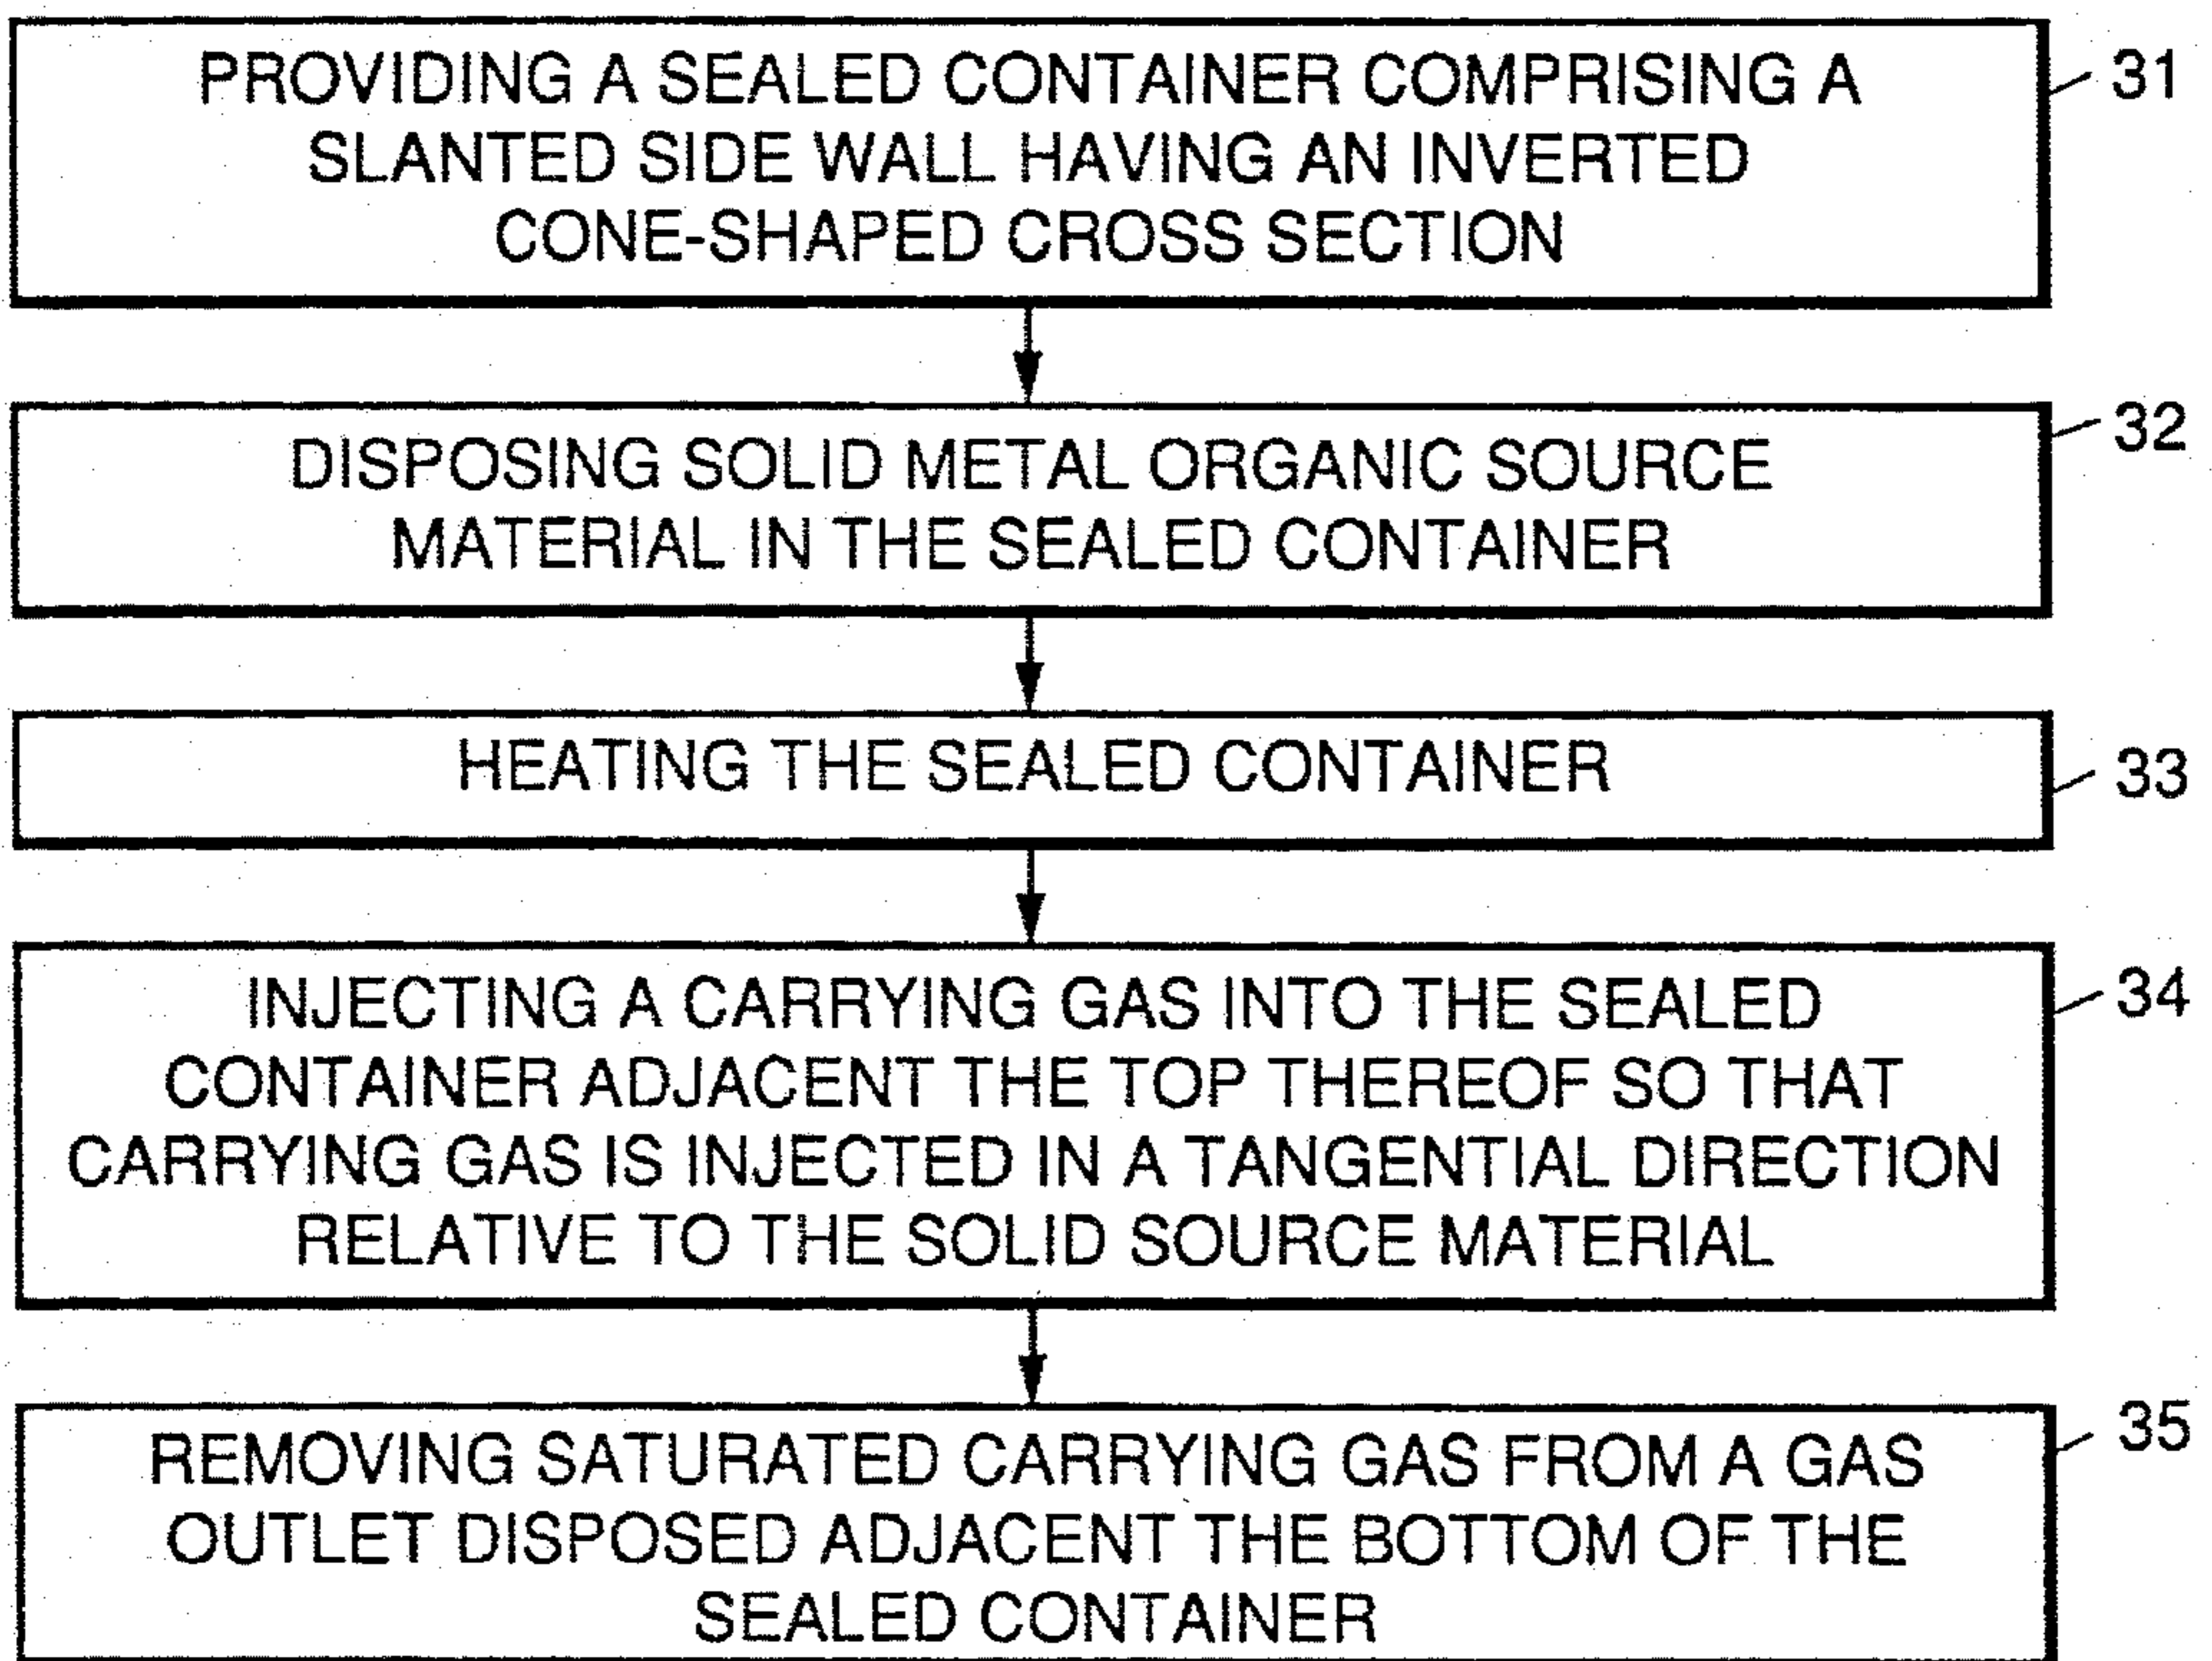 PROVIDING A SEALED CONTAINER COMPRISING A
SLANTED SIDE WALL HAVING AN INVERTED
CONE-SHAPED CROSS SECTION
31
DISPOSING SOLID METAL ORGANIC SOURCE
MATERIAL IN THE SEALED CONTAINER
32
HEATING THE SEALED CONTAINER
33
INJECTING A CARRYING GAS INTO THE SEALED
CONTAINER ADJACENT THE TOP THEREOF SO THAT
CARRYING GAS IS INJECTED IN A TANGENTIAL DIRECTION
RELATIVE TO THE SOLID SOURCE MATERIAL
34
REMOVING SATURATED CARRYING GAS FROM A GAS
OUTLET DISPOSED ADJACENT THE BOTTOM OF THE
SEALED CONTAINER
35